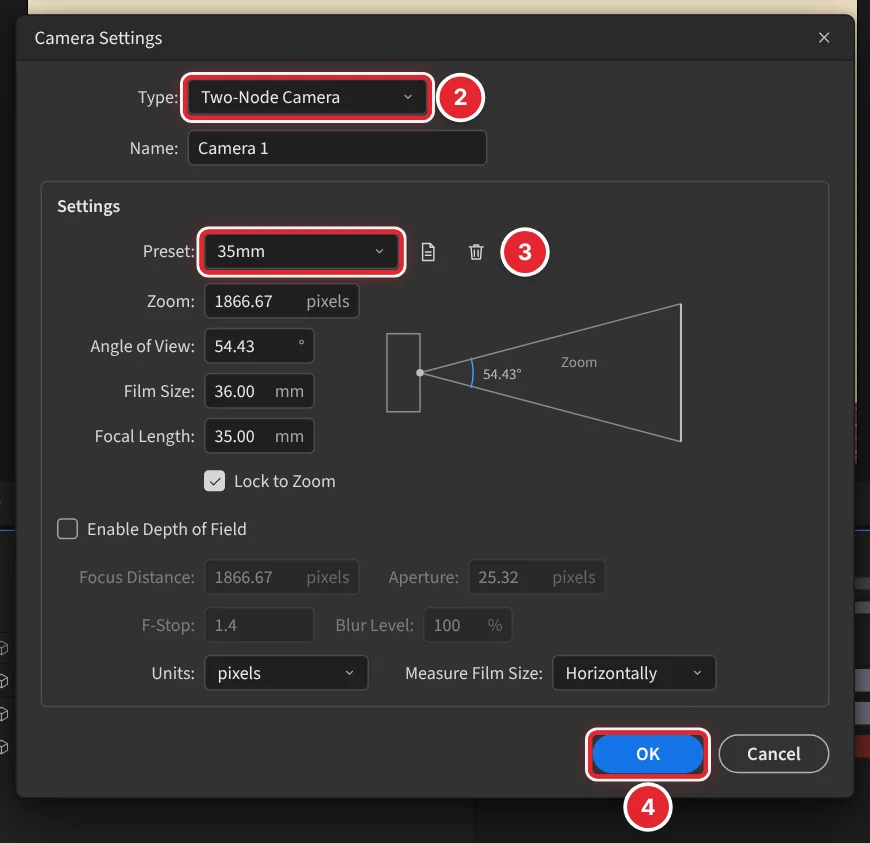 Camera Settings
Type: Two-Node Camera 2
Name: Camera 1
Settings
Preset: 35mm 3
Zoom: 1866.67 pixels
Angle of View: 54.43 °
Film Size: 36.00 mm
54.43° Zoom
Focal Length: 35.00 mm
Lock to Zoom
Enable Depth of Field
Focus Distance: 1866.67 pixels Aperture: 25.32 pixels
F-Stop: 1.4 Blur Level: 100 %
Units: pixels Measure Film Size: Horizontally
OK Cancel
4